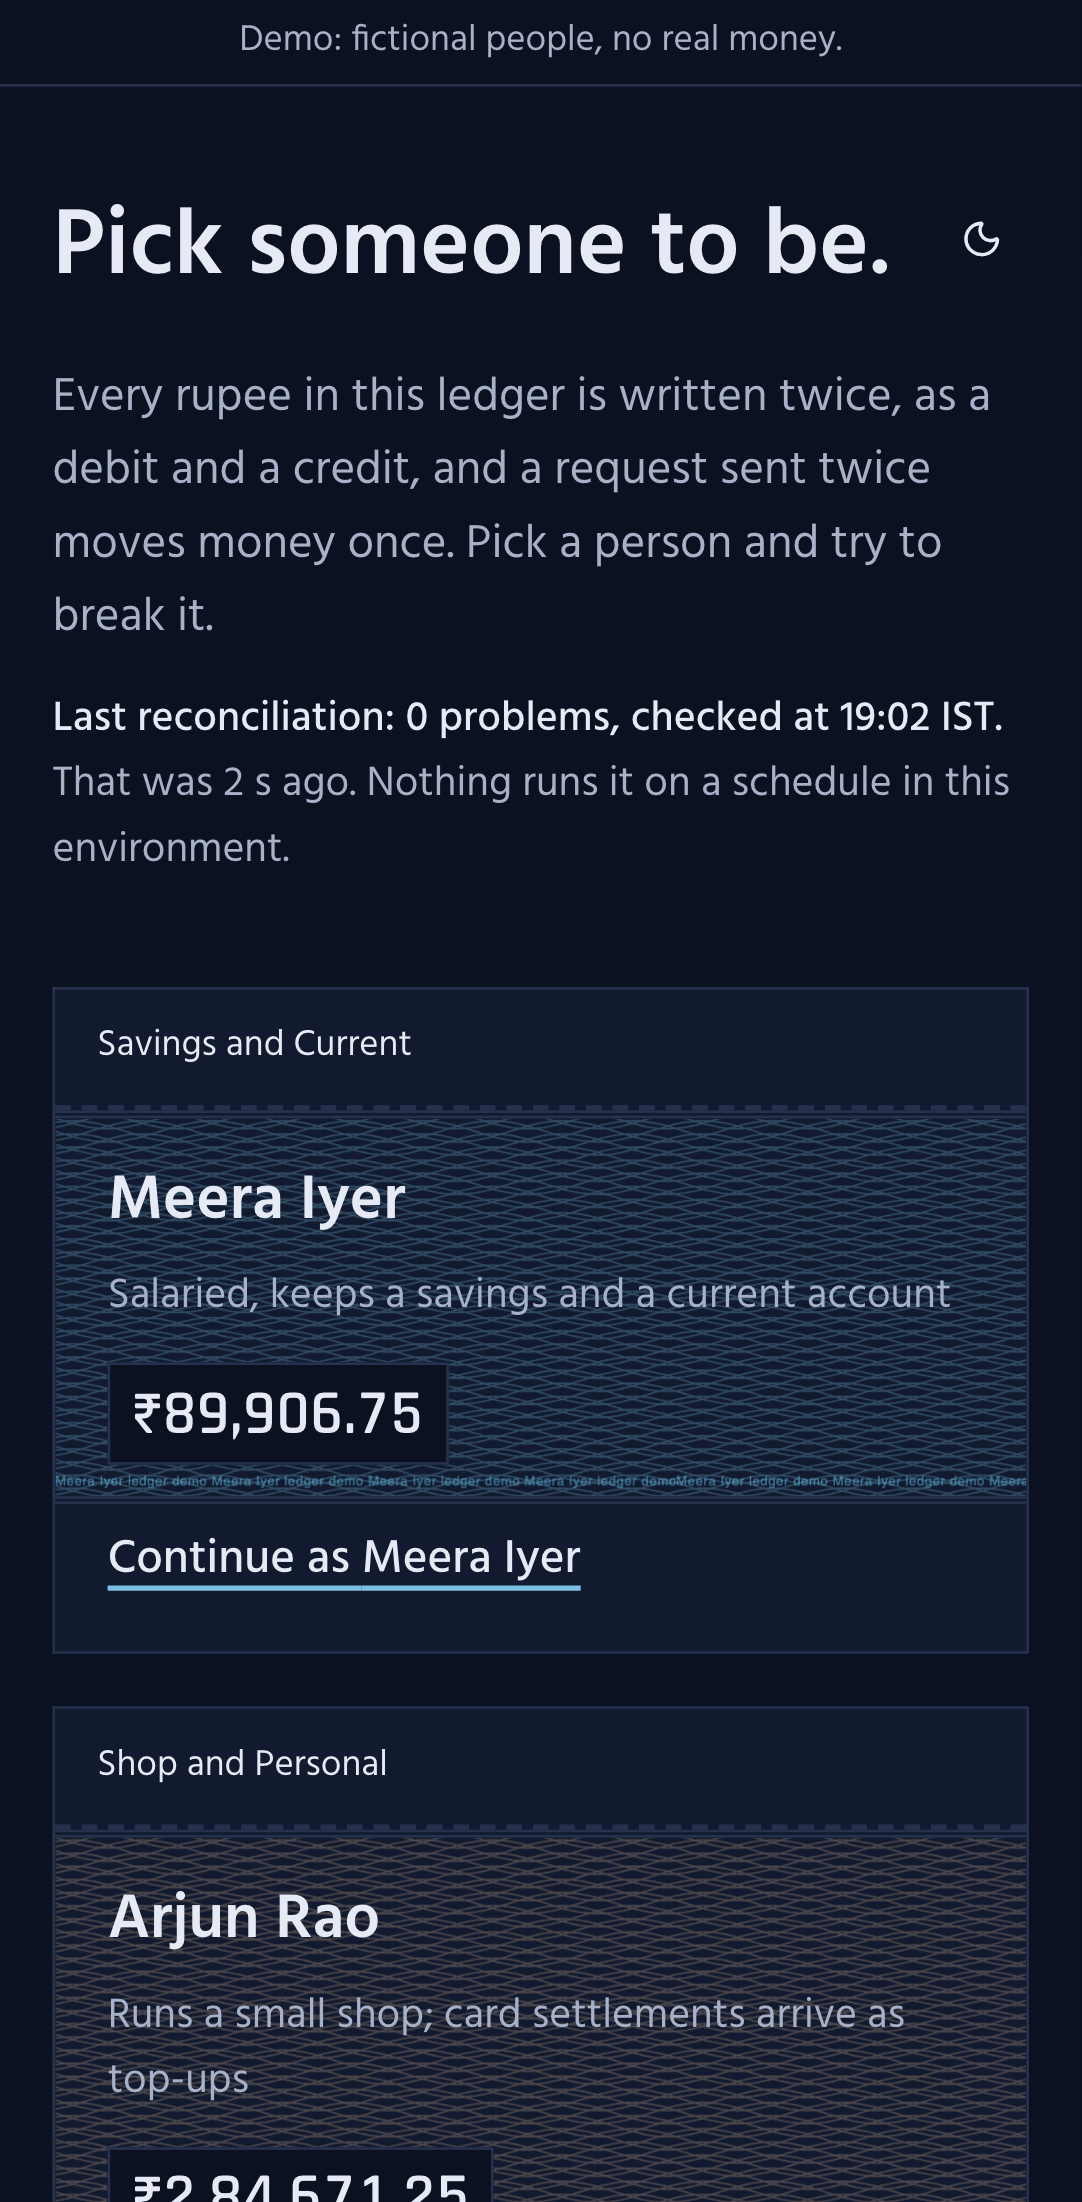 Demo: fictional people, no real money.
Pick someone to be.
Every rupee in this ledger is written twice, as a
debit and a credit, and a request sent twice
moves money once. Pick a person and try to
break it.
Last reconciliation: 0 problems, checked at 19:02 IST.
That was 2 s ago. Nothing runs it on a schedule in this
environment.
Savings and Current
Meera Iyer
Salaried, keeps a savings and a current account
₹89,906.75
Meera Iyer ledger demo Meera Iyer ledger demo Meera Iyer ledger demo Meera Iyer ledger demoMeera Iyer ledger demo Meera Iyer ledger demo Meera
Continue as Meera Iyer
Shop and Personal
Arjun Rao
Runs a small shop; card settlements arrive as
top-ups
₹2,84,671.25